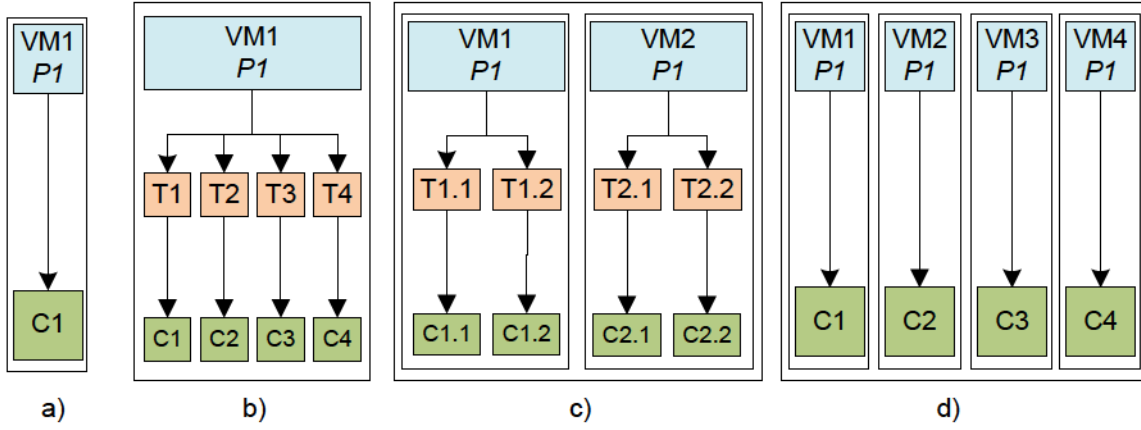 VM1
P1
C1
a)
VM1
P1
T1 T2 T3 T4
C1 C2 C3 C4
b)
VM1
P1
T1.1 T1.2
C1.1 C1.2
VM2
P1
T2.1 T2.2
C2.1 C2.2
c)
VM1
P1
C1
VM2
P1
C2
VM3
P1
C3
VM4
P1
C4
d)